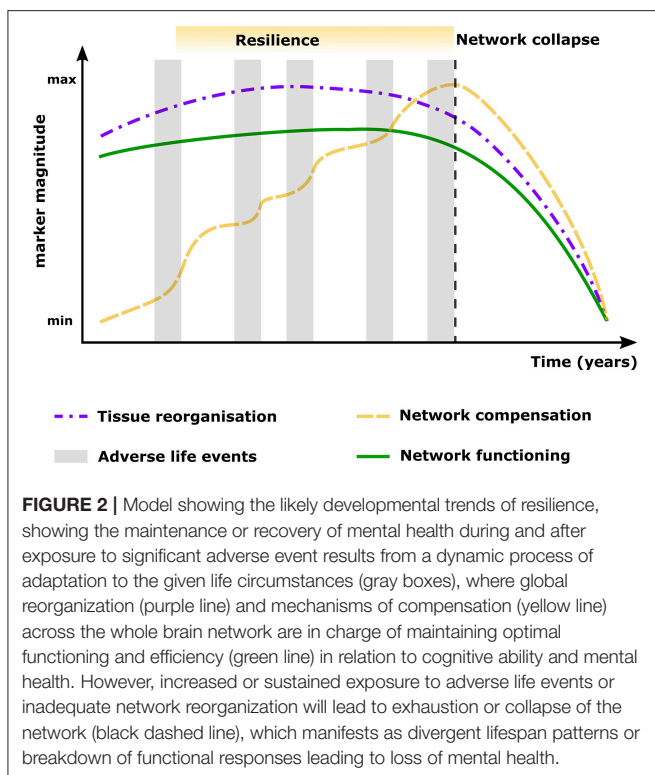 Resilience
Network collapse
max
marker magnitude
min
Time (years)
Tissue reorganisation
Network compensation
Adverse life events
Network functioning
FIGURE 2 | Model showing the likely developmental trends of resilience,
showing the maintenance or recovery of mental health during and after
exposure to significant adverse event results from a dynamic process of
adaptation to the given life circumstances (gray boxes), where global
reorganization (purple line) and mechanisms of compensation (yellow line)
across the whole brain network are in charge of maintaining optimal
functioning and efficiency (green line) in relation to cognitive ability and mental
health. However, increased or sustained exposure to adverse life events or
inadequate network reorganization will lead to exhaustion or collapse of the
network (black dashed line), which manifests as divergent lifespan patterns or
breakdown of functional responses leading to loss of mental health.